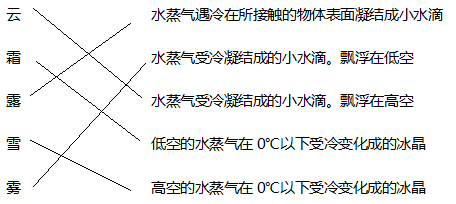 云 水蒸气遇冷在所接触的物体表面凝结成小水滴
霜 水蒸气受冷凝结成的小水滴。飘浮在低空
露 水蒸气受冷凝结成的小水滴。飘浮在高空
雪 低空的水蒸气在 0℃以下受冷变化成的冰晶
雾 高空的水蒸气在 0℃以下受冷变化成的冰晶